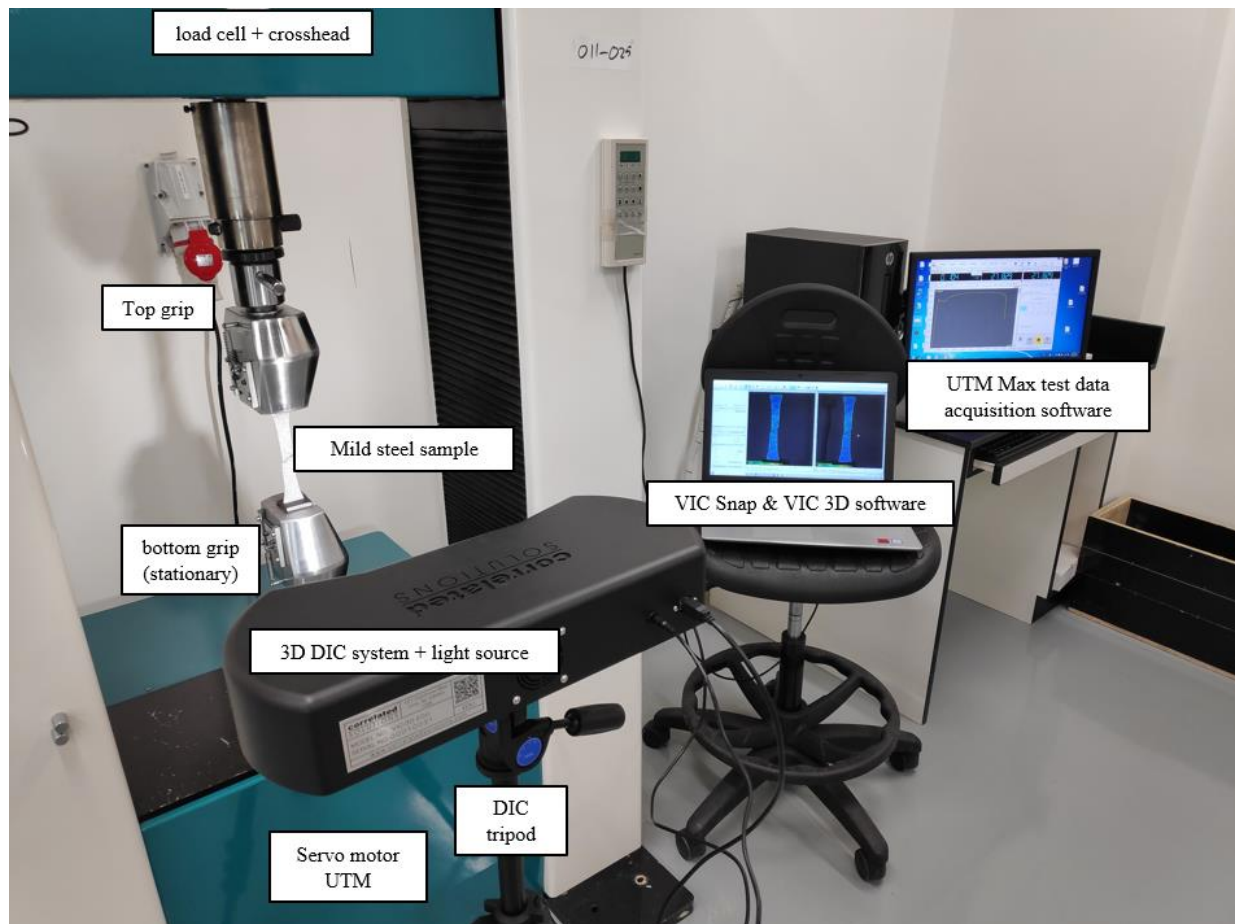 load cell + crosshead
011-025
Top grip
Mild steel sample
UTM Max test data
acquisition software
VIC Snap & VIC 3D software
bottom grip
(stationary)
correlated
SOLUTIONS
3D DIC system + light source
correlated
DIC
tripod
Servo motor
UTM